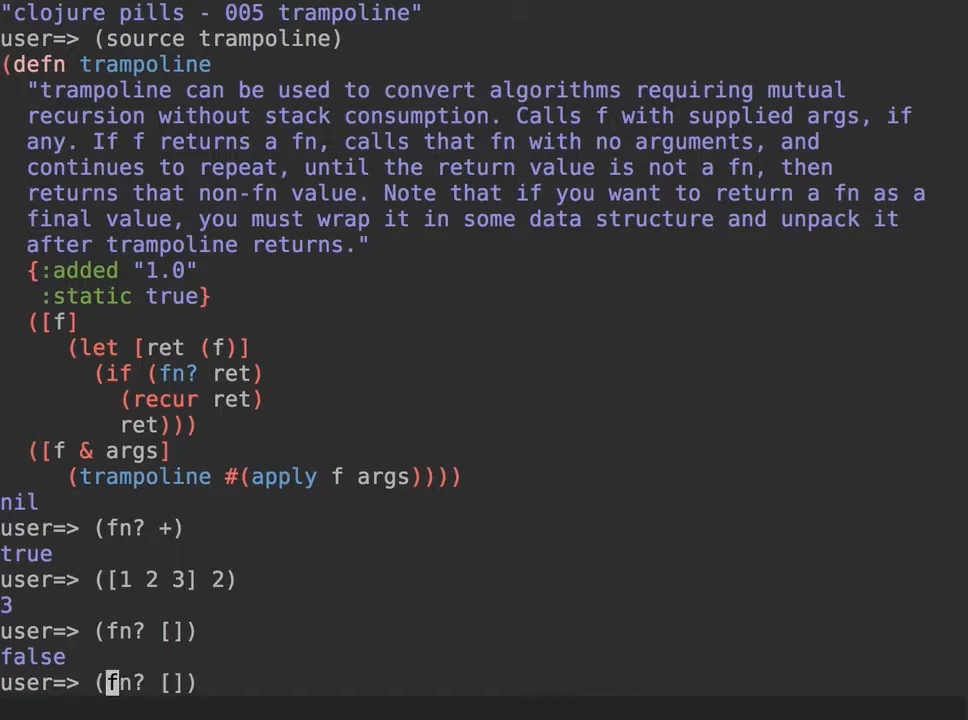 "clojure pills - 005 trampoline"
user=> (source trampoline)
(defn trampoline
  "trampoline can be used to convert algorithms requiring mutual
  recursion without stack consumption. Calls f with supplied args, if
  any. If f returns a fn, calls that fn with no arguments, and
  continues to repeat, until the return value is not a fn, then
  returns that non-fn value. Note that if you want to return a fn as a
  final value, you must wrap it in some data structure and unpack it
  after trampoline returns."
  {:added "1.0"
   :static true}
  ([f]
     (let [ret (f)]
       (if (fn? ret)
         (recur ret)
         ret)))
  ([f & args]
     (trampoline #(apply f args))))
nil
user=> (fn? +)
true
user=> ([1 2 3] 2)
3
user=> (fn? [])
false
user=> (fn? [])